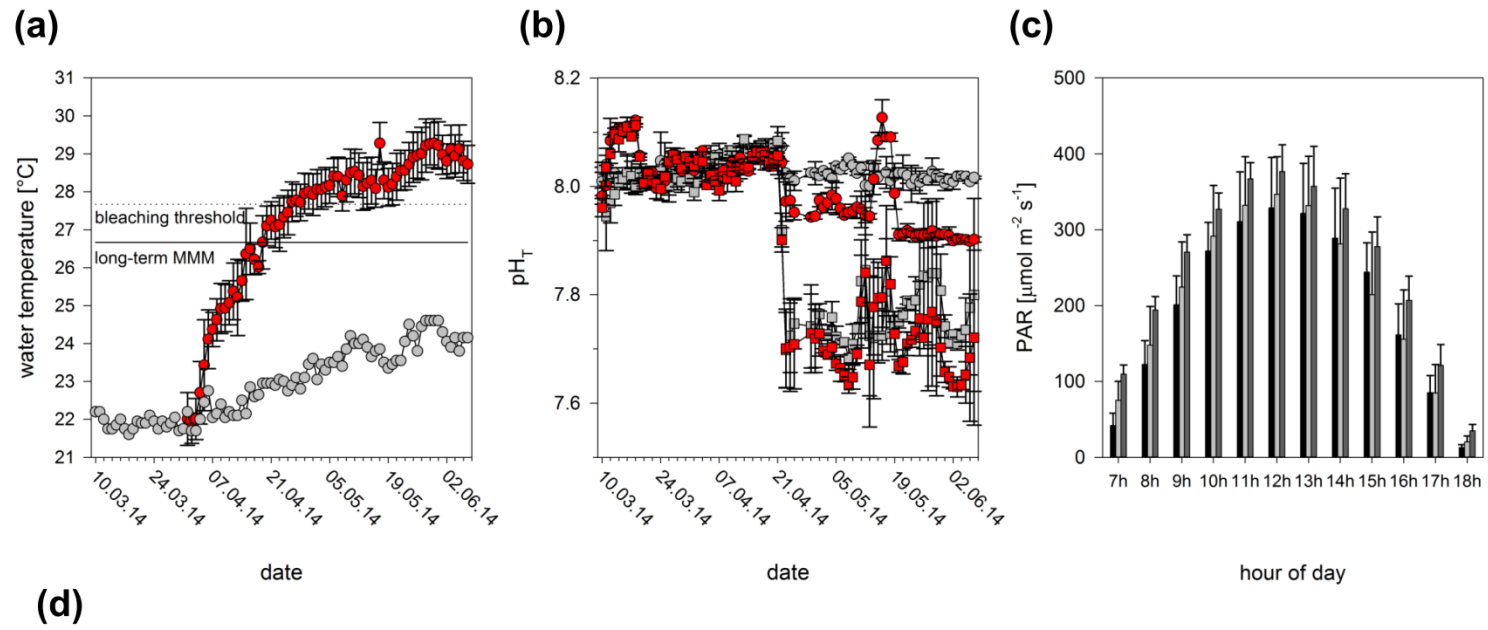 (a)
(b)
(c)
31
30
29
28
27
26
25
24
23
22
21
water temperature [°C]
bleaching threshold
long-term MMM
10.03.14
24.03.14
07.04.14
21.04.14
05.05.14
19.05.14
02.06.14
date
8.2
8.0
7.8
7.6
pH_T
10.03.14
24.03.14
07.04.14
21.04.14
05.05.14
19.05.14
02.06.14
date
500
400
300
200
100
0
PAR [µmol m⁻² s⁻¹]
7h 8h 9h 10h 11h 12h 13h 14h 15h 16h 17h 18h
hour of day
(d)